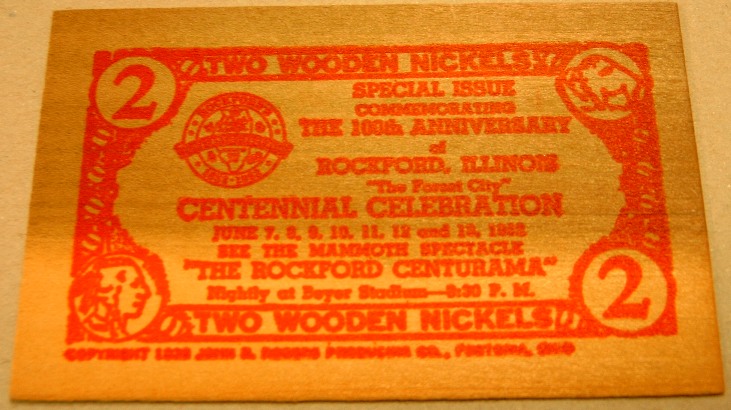 TWO WOODEN NICKELS
2
SPECIAL ISSUE
COMMEMORATING
THE 100th ANNIVERSARY
of
ROCKFORD, ILLINOIS
"The Forest City"
CENTENNIAL CELEBRATION
JUNE 7, 8, 9, 10, 11, 12 and 13, 1952
SEE THE MAMMOTH SPECTACLE
"THE ROCKFORD CENTURAMA"
Nightly at Beyer Stadium—8:30 P. M.
2
TWO WOODEN NICKELS
COPYRIGHT JOHN B. ROGERS PRODUCING CO., FOSTORIA, OHIO
ROCKFORD